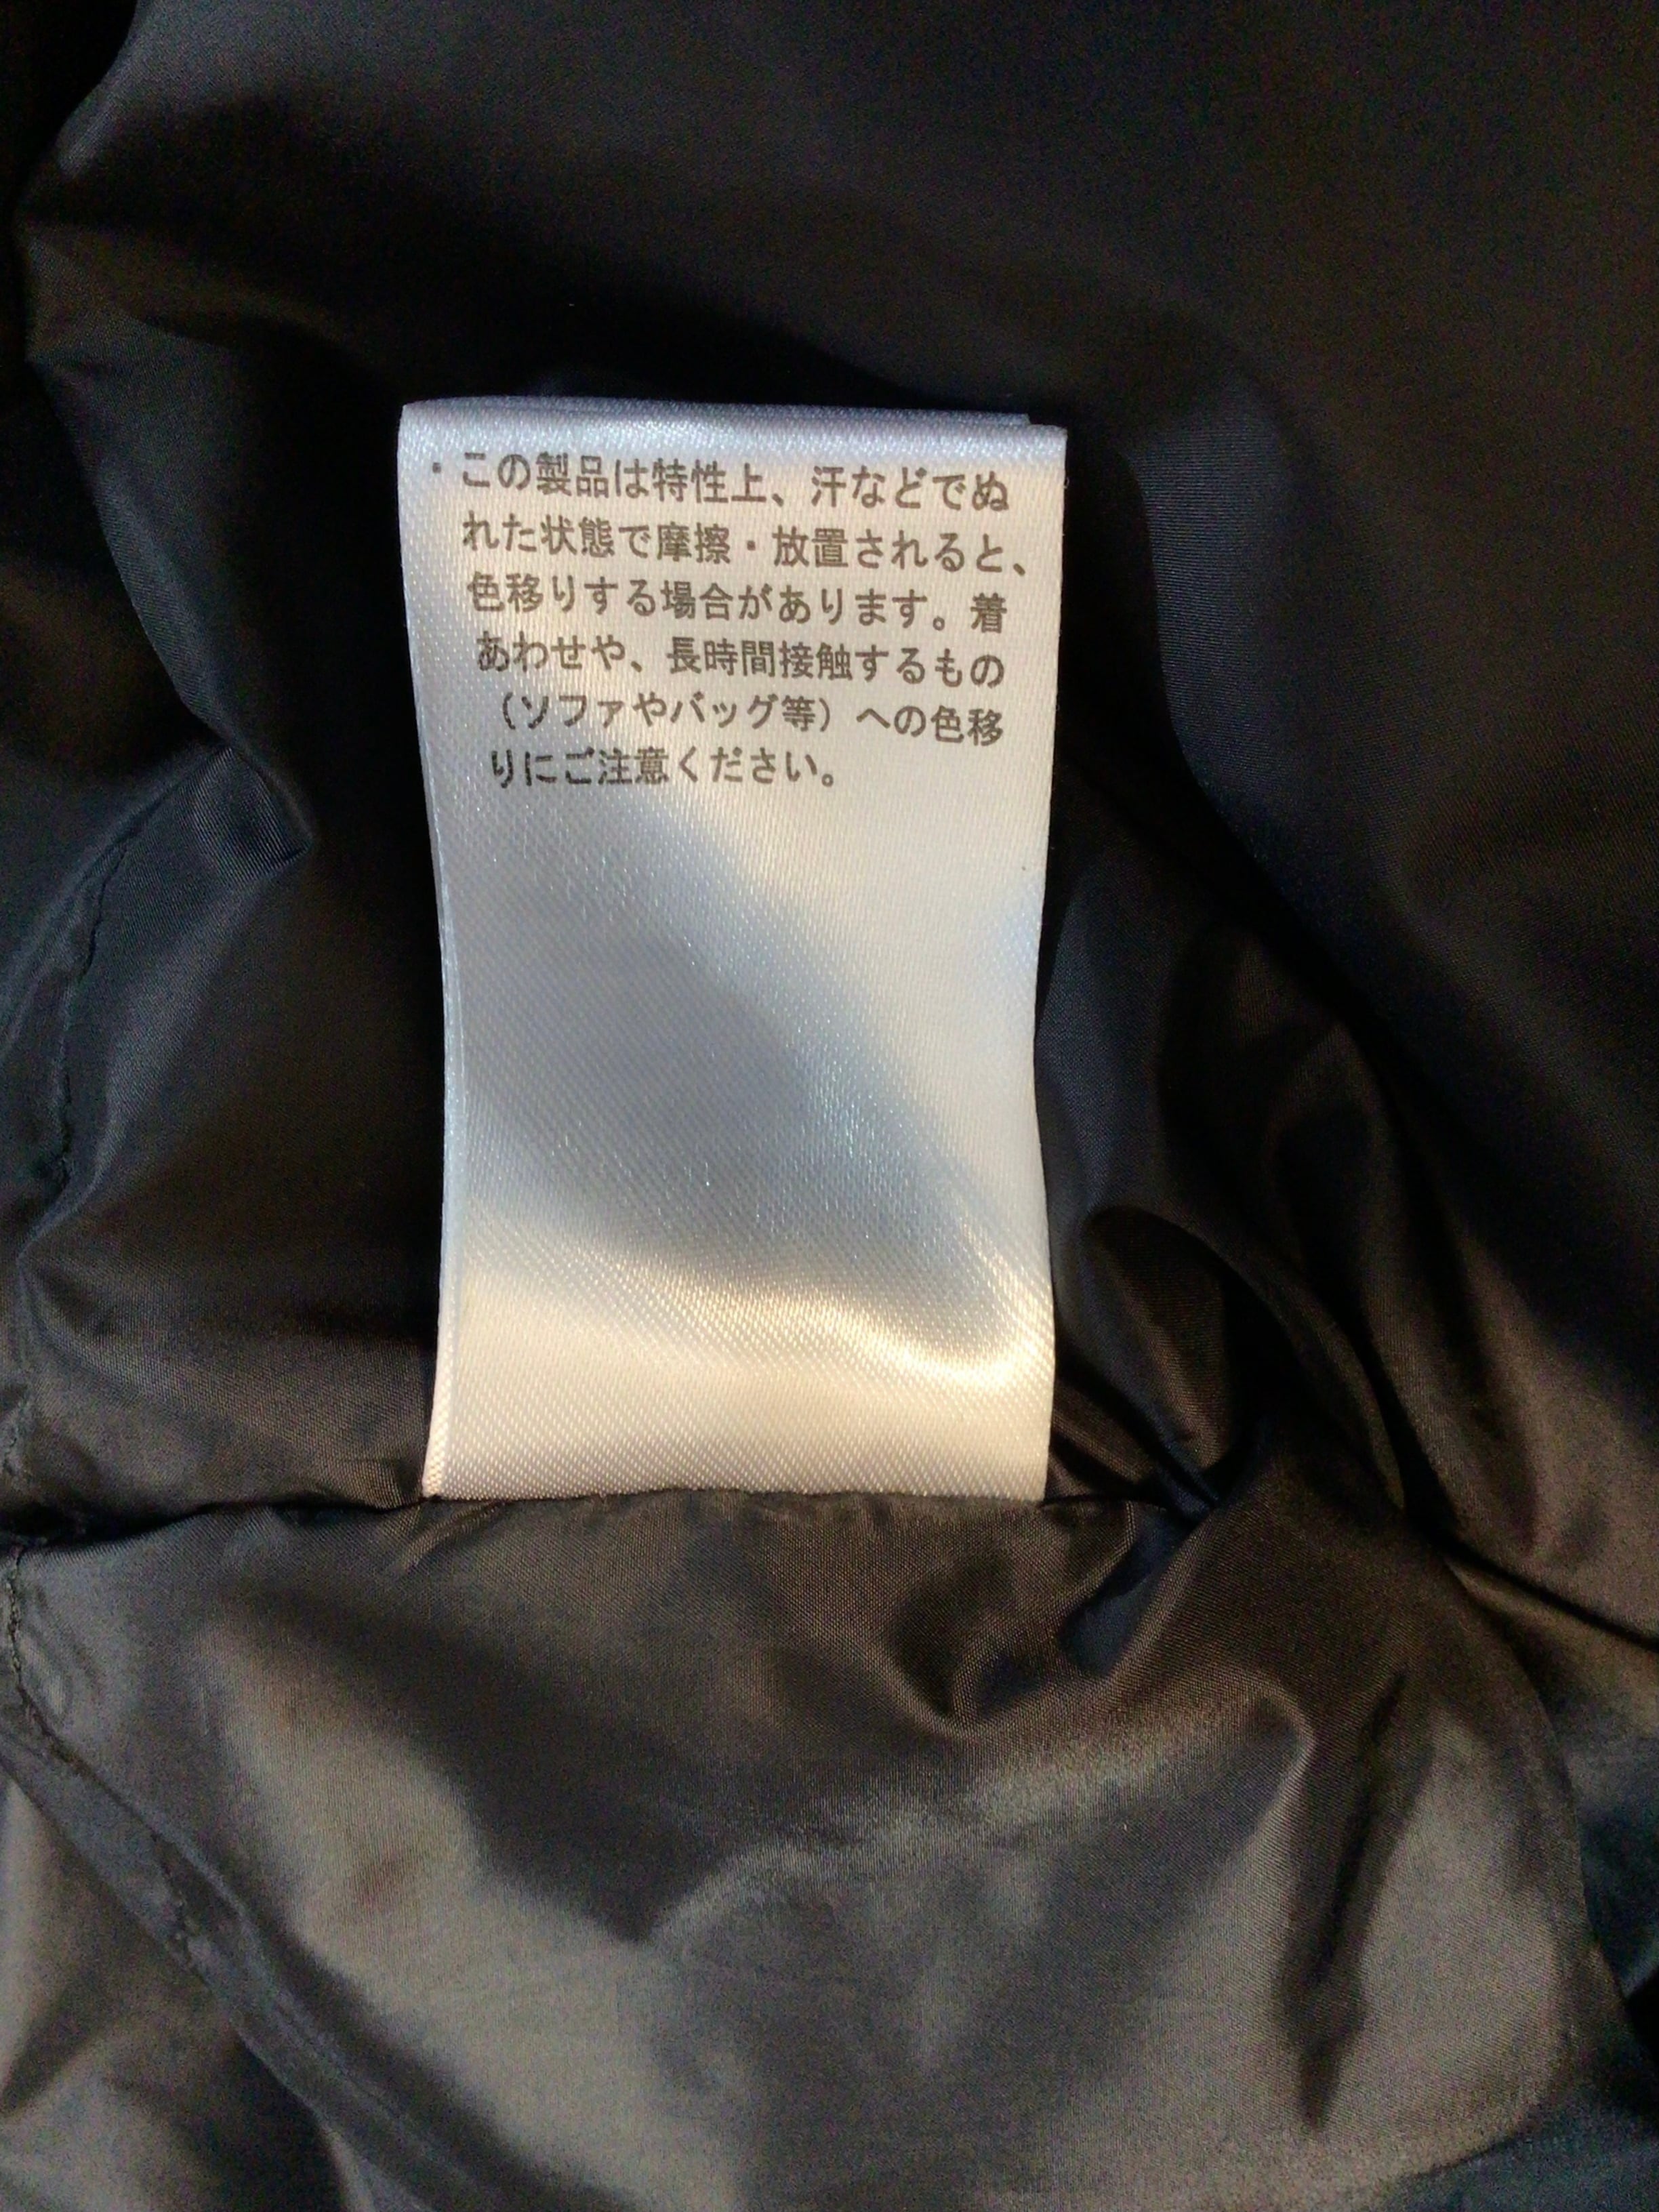 ・この製品は特性上、汗などでぬ
れた状態で摩擦・放置されると、
色移りする場合があります。着
あわせや、長時間接触するもの
（ソファやバッグ等）への色移
りにご注意ください。